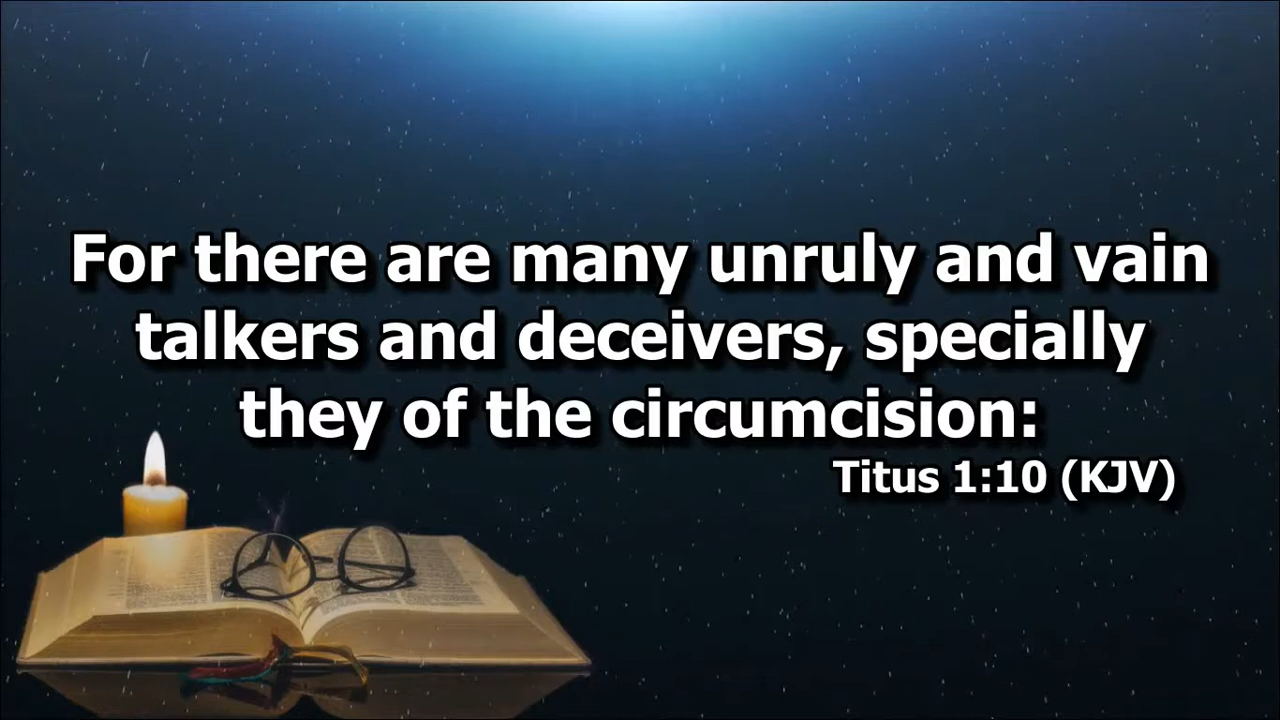 For there are many unruly and vain
talkers and deceivers, specially
they of the circumcision:
Titus 1:10 (KJV)